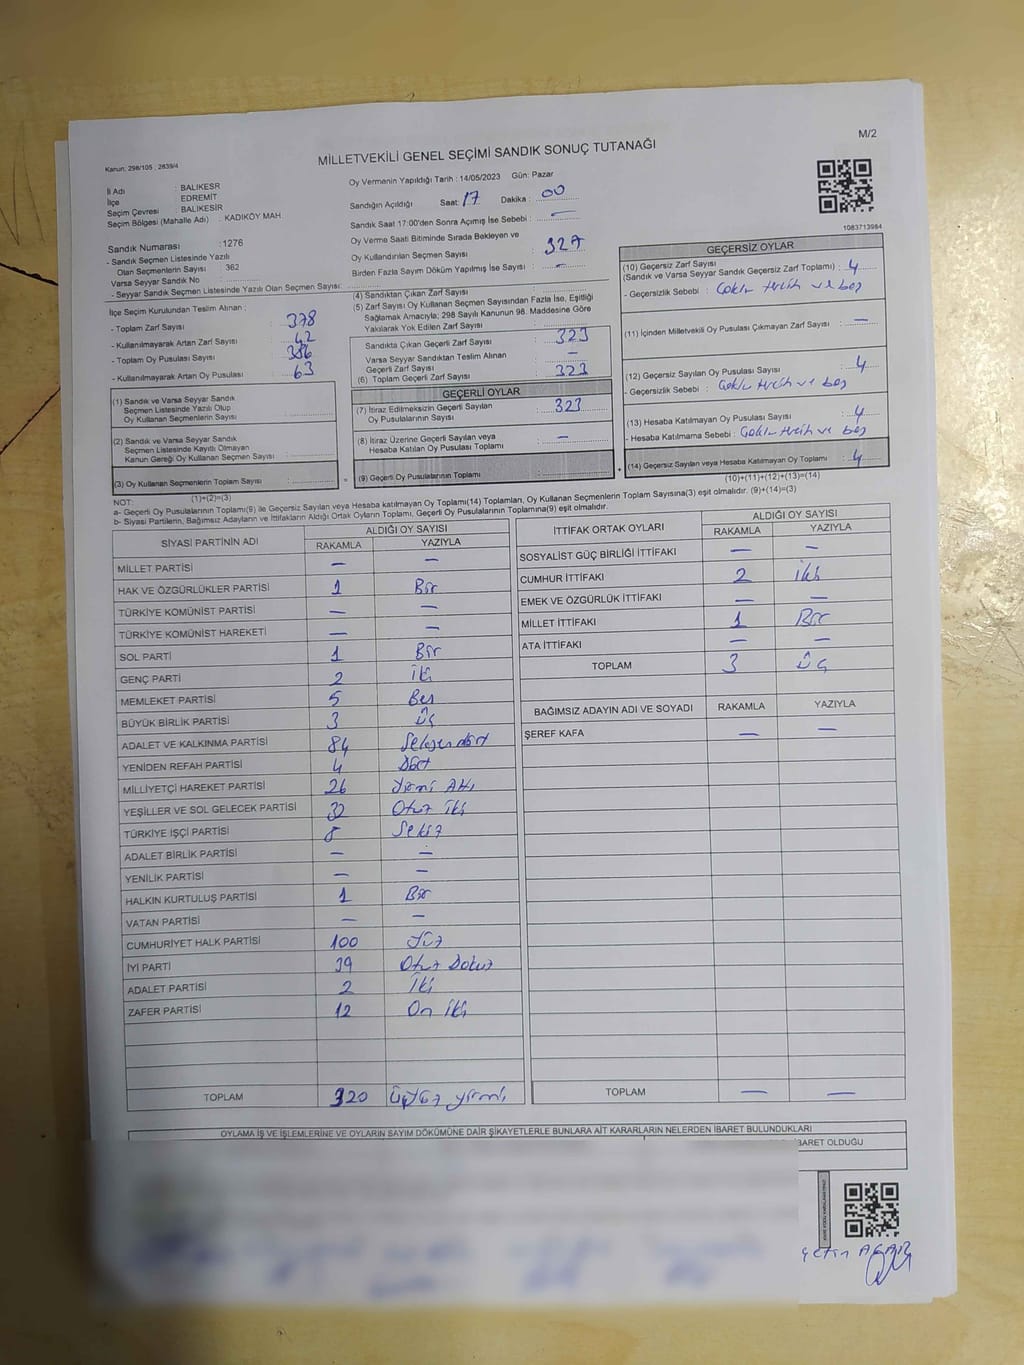 M/2
Kanun: 298/105 , 2839/4
MİLLETVEKİLİ GENEL SEÇİMİ SANDIK SONUÇ TUTANAĞI
İl Adı : BALIKESR
İlçe EDREMIT
Seçim Çevresi : BALIKESİR
Seçim Bölgesi (Mahalle Adı) : KADIKÖY MAH.
Sandık Numarası : 1276
- Sandık Seçmen Listesinde Yazılı
Olan Seçmenlerin Sayısı : 362
Varsa Seyyar Sandık No
- Seyyar Sandık Seçmen Listesinde Yazılı Olan Seçmen Sayısı:
Oy Vermenin Yapıldığı Tarih : 14/05/2023 Gün: Pazar
Sandığın Açıldığı Saat: 17 Dakika : 00
Sandık Saat 17:00'den Sonra Açımış İse Sebebi : —
Oy Verme Saati Bitiminde Sırada Bekleyen ve
Oy Kullandırılan Seçmen Sayısı : 327
Birden Fazla Sayım Döküm Yapılmış İse Sayısı : —
1083713984
İlçe Seçim Kurulundan Teslim Alınan :
- Toplam Zarf Sayısı : 378
- Kullanılmayarak Artan Zarf Sayısı : 42
- Toplam Oy Pusulası Sayısı : 386
- Kullanılmayarak Artan Oy Pusulası : 63
(4) Sandıktan Çıkan Zarf Sayısı
(5) Zarf Sayısı Oy Kullanan Seçmen Sayısından Fazla İse, Eşitliği
Sağlamak Amacıyla; 298 Sayılı Kanunun 98. Maddesine Göre
Yakılarak Yok Edilen Zarf Sayısı
Sandıkta Çıkan Geçerli Zarf Sayısı : 323
Varsa Seyyar Sandıktan Teslim Alınan
Geçerli Zarf Sayısı : —
(6) Toplam Geçerli Zarf Sayısı : 323
GEÇERSİZ OYLAR
(10) Geçersiz Zarf Sayısı
(Sandık ve Varsa Seyyar Sandık Geçersiz Zarf Toplamı) : 4
- Geçersizlik Sebebi : Çoklu tercih ve boş
(11) İçinden Milletvekili Oy Pusulası Çıkmayan Zarf Sayısı : —
(12) Geçersiz Sayılan Oy Pusulası Sayısı : 4
- Geçersizlik Sebebi : Çoklu tercih ve boş
(13) Hesaba Katılmayan Oy Pusulası Sayısı : 4
- Hesaba Katılmama Sebebi : Çoklu tercih ve boş
(14) Geçersiz Sayılan veya Hesaba Katılmayan Oy Toplamı : 4
(10)+(11)+(12)+(13)=(14)
(1) Sandık ve Varsa Seyyar Sandık
Seçmen Listesinde Yazılı Olup
Oy Kullanan Seçmenlerin Sayısı :
(2) Sandık ve Varsa Seyyar Sandık
Seçmen Listesinde Kayıtlı Olmayan
Kanun Gereği Oy Kullanan Seçmen Sayısı :
(3) Oy Kullanan Seçmenlerin Toplam Sayısı :
(1)+(2)=(3)
GEÇERLİ OYLAR
(7) İtiraz Edilmeksizin Geçerli Sayılan
Oy Pusulalarının Sayısı : 323
(8) İtiraz Üzerine Geçerli Sayılan veya
Hesaba Katılan Oy Pusulası Toplamı : —
(9) Geçerli Oy Pusulalarının Toplamı :
NOT:
a- Geçerli Oy Pusulalarının Toplamı(9) ile Geçersiz Sayılan veya Hesaba katılmayan Oy Toplamı(14) Toplamları, Oy Kullanan Seçmenlerin Toplam Sayısına(3) eşit olmalıdır. (9)+(14)=(3)
b- Siyasi Partilerin, Bağımsız Adayların ve İttifakların Aldığı Ortak Oyların Toplamı, Geçerli Oy Pusulalarının Toplamına(9) eşit olmalıdır.
SİYASİ PARTİNİN ADI ALDIĞI OY SAYISI
RAKAMLA YAZIYLA
MİLLET PARTİSİ — —
HAK VE ÖZGÜRLÜKLER PARTİSİ 1 Bir
TÜRKİYE KOMÜNİST PARTİSİ — —
TÜRKİYE KOMÜNİST HAREKETİ — —
SOL PARTİ 1 Bir
GENÇ PARTİ 2 İki
MEMLEKET PARTİSİ 5 Beş
BÜYÜK BİRLİK PARTİSİ 3 Üç
ADALET VE KALKINMA PARTİSİ 84 Seksen dört
YENİDEN REFAH PARTİSİ 4 Dört
MİLLİYETÇİ HAREKET PARTİSİ 26 Yirmi Altı
YEŞİLLER VE SOL GELECEK PARTİSİ 32 Otuz iki
TÜRKİYE İŞÇİ PARTİSİ 8 Sekiz
ADALET BİRLİK PARTİSİ — —
YENİLİK PARTİSİ — —
HALKIN KURTULUŞ PARTİSİ 1 Bir
VATAN PARTİSİ — —
CUMHURİYET HALK PARTİSİ 100 Yüz
İYİ PARTİ 39 Otuz Dokuz
ADALET PARTİSİ 2 İki
ZAFER PARTİSİ 12 On İki
TOPLAM 320 üçyüz yirmi
İTTİFAK ORTAK OYLARI ALDIĞI OY SAYISI
RAKAMLA YAZIYLA
SOSYALİST GÜÇ BİRLİĞİ İTTİFAKI — —
CUMHUR İTTİFAKI 2 iki
EMEK VE ÖZGÜRLÜK İTTİFAKI — —
MİLLET İTTİFAKI 1 Bir
ATA İTTİFAKI — —
TOPLAM 3 üç
BAĞIMSIZ ADAYIN ADI VE SOYADI RAKAMLA YAZIYLA
ŞEREF KAFA — —
TOPLAM — —
OYLAMA İŞ VE İŞLEMLERİNE VE OYLARIN SAYIM DÖKÜMÜNE DAİR ŞİKAYETLERLE BUNLARA AİT KARARLARIN NELERDEN İBARET BULUNDUKLARI
İBARET OLDUĞU